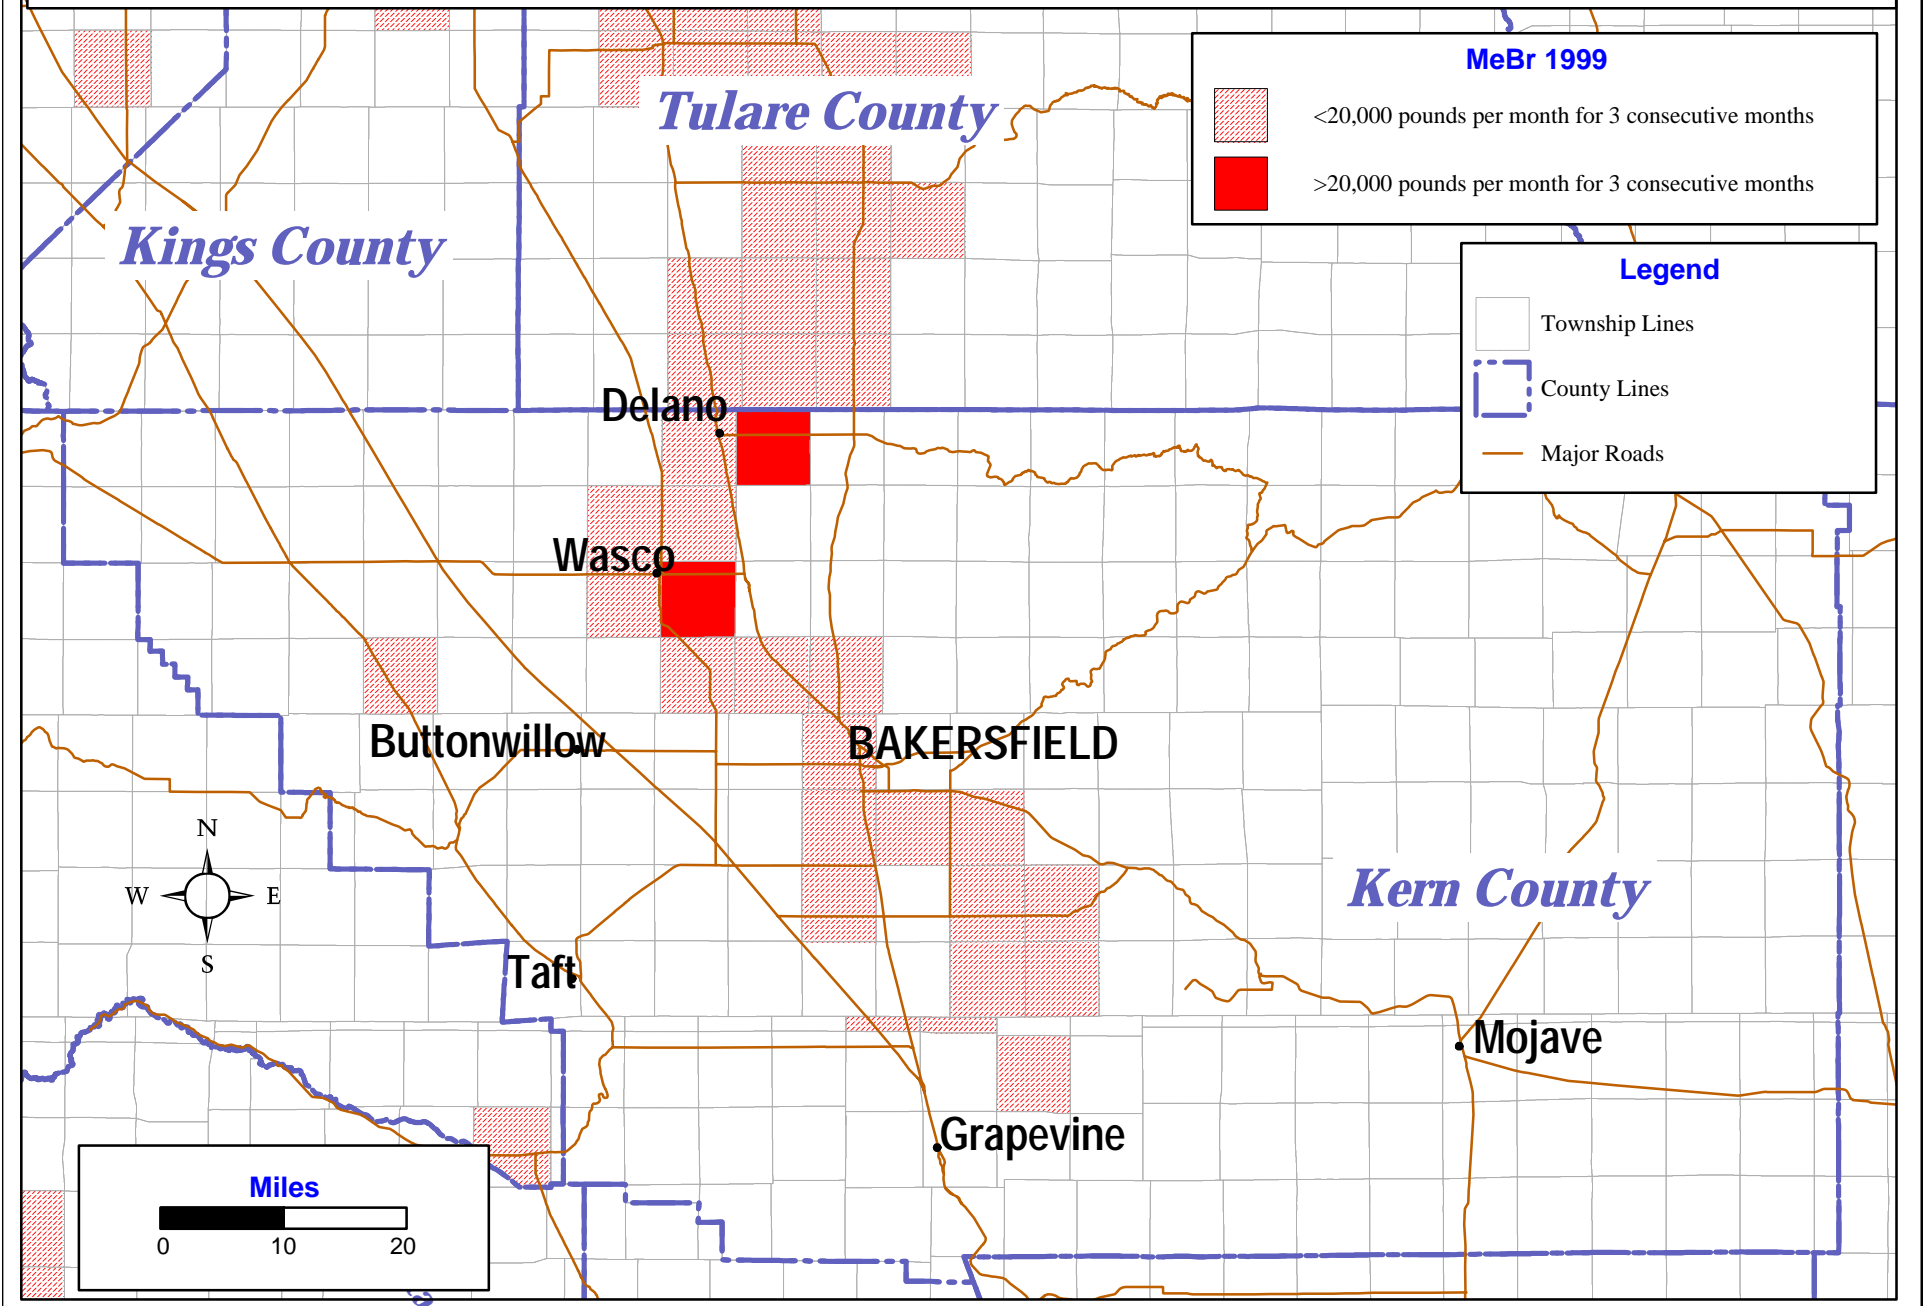 MeBr 1999
<20,000 pounds per month for 3 consecutive months
>20,000 pounds per month for 3 consecutive months
Tulare County
Kings County
Legend
Township Lines
County Lines
Major Roads
Delano
Wasco
Buttonwillow
BAKERSFIELD
N
W E
S
Kern County
Taft
Mojave
Grapevine
Miles
0 10 20